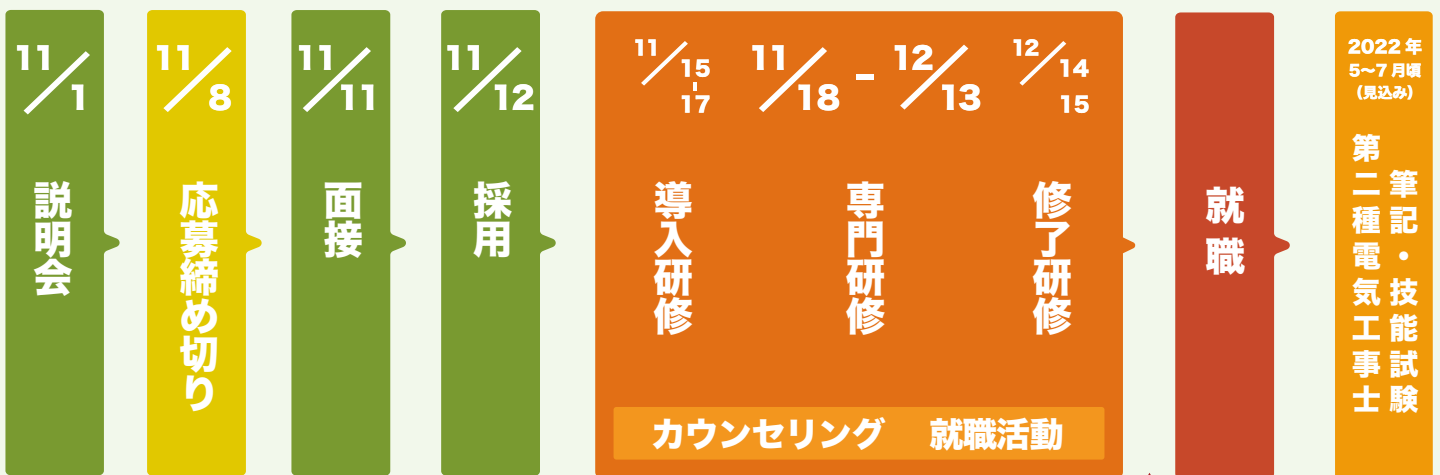 11/1
説明会
11/8
応募締め切り
11/11
面接
11/12
採用
11/15-17
導入研修
11/18 - 12/13
専門研修
12/14 15
修了研修
カウンセリング 就職活動
就職
2022年
5〜7月頃
（見込み）
第二種電気工事士
筆記・技能試験